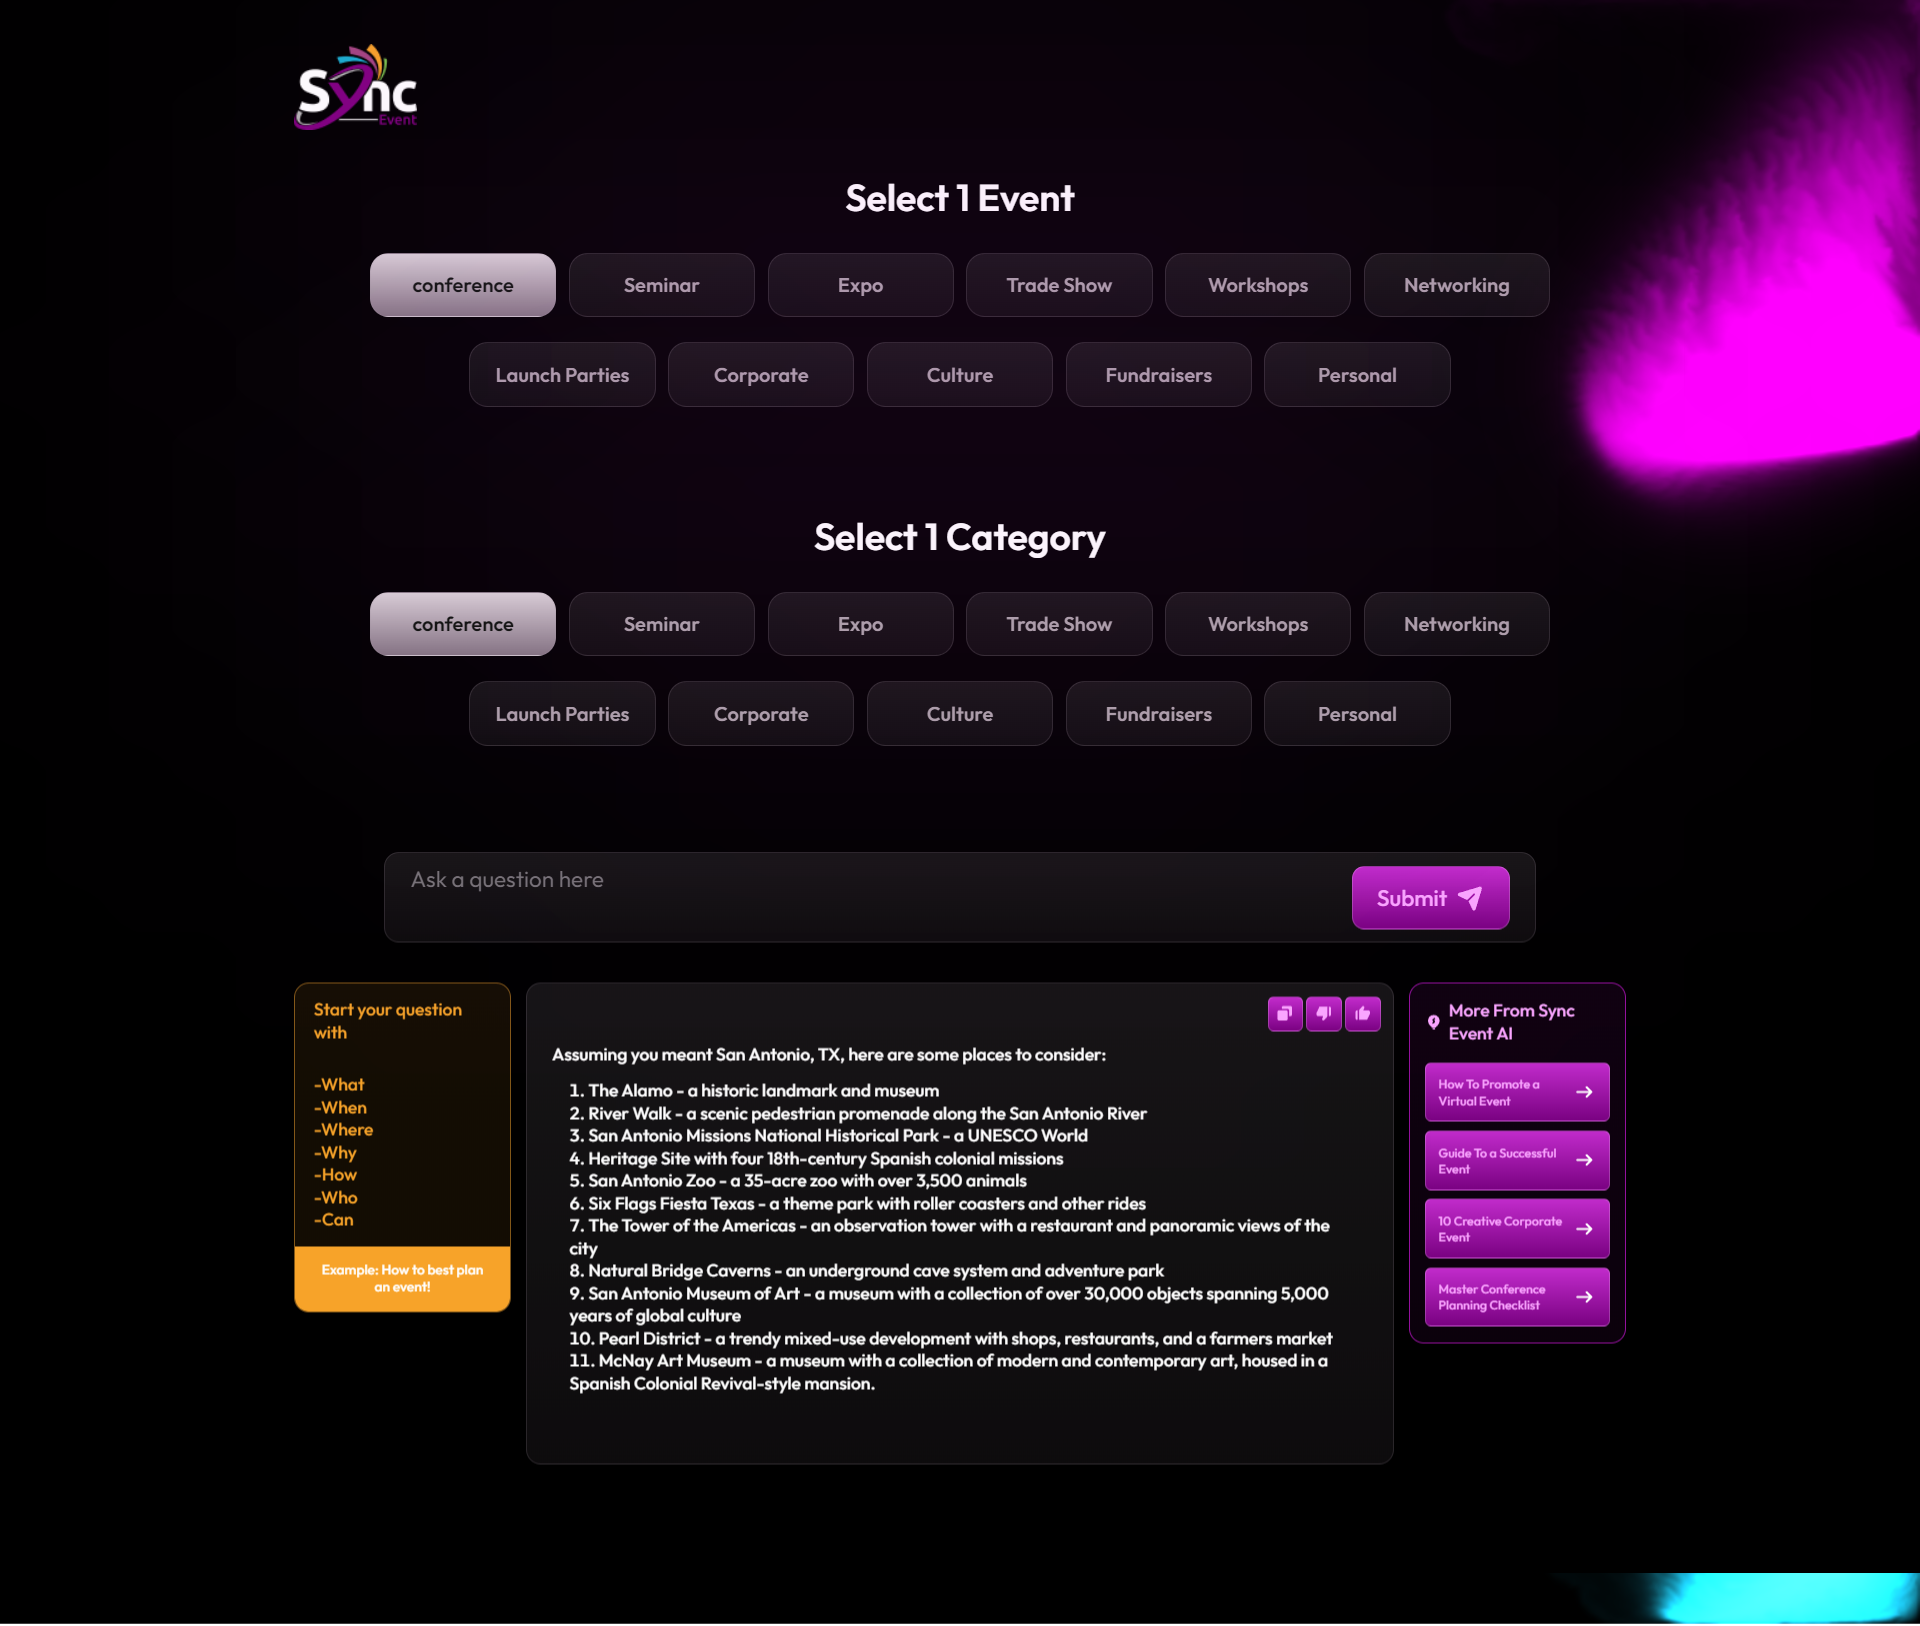 Sync
Event
Select 1 Event
conference
Seminar
Expo
Trade Show
Workshops
Networking
Launch Parties
Corporate
Culture
Fundraisers
Personal
Select 1 Category
conference
Seminar
Expo
Trade Show
Workshops
Networking
Launch Parties
Corporate
Culture
Fundraisers
Personal
Ask a question here
Submit
Start your question
with
-What
-When
-Where
-Why
-How
-Who
-Can
Example: How to best plan
an event!
Assuming you meant San Antonio, TX, here are some places to consider:
1. The Alamo - a historic landmark and museum
2. River Walk - a scenic pedestrian promenade along the San Antonio River
3. San Antonio Missions National Historical Park - a UNESCO World
4. Heritage Site with four 18th-century Spanish colonial missions
5. San Antonio Zoo - a 35-acre zoo with over 3,500 animals
6. Six Flags Fiesta Texas - a theme park with roller coasters and other rides
7. The Tower of the Americas - an observation tower with a restaurant and panoramic views of the
city
8. Natural Bridge Caverns - an underground cave system and adventure park
9. San Antonio Museum of Art - a museum with a collection of over 30,000 objects spanning 5,000
years of global culture
10. Pearl District - a trendy mixed-use development with shops, restaurants, and a farmers market
11. McNay Art Museum - a museum with a collection of modern and contemporary art, housed in a
Spanish Colonial Revival-style mansion.
More From Sync
Event AI
How To Promote a
Virtual Event
Guide To a Successful
Event
10 Creative Corporate
Event
Master Conference
Planning Checklist